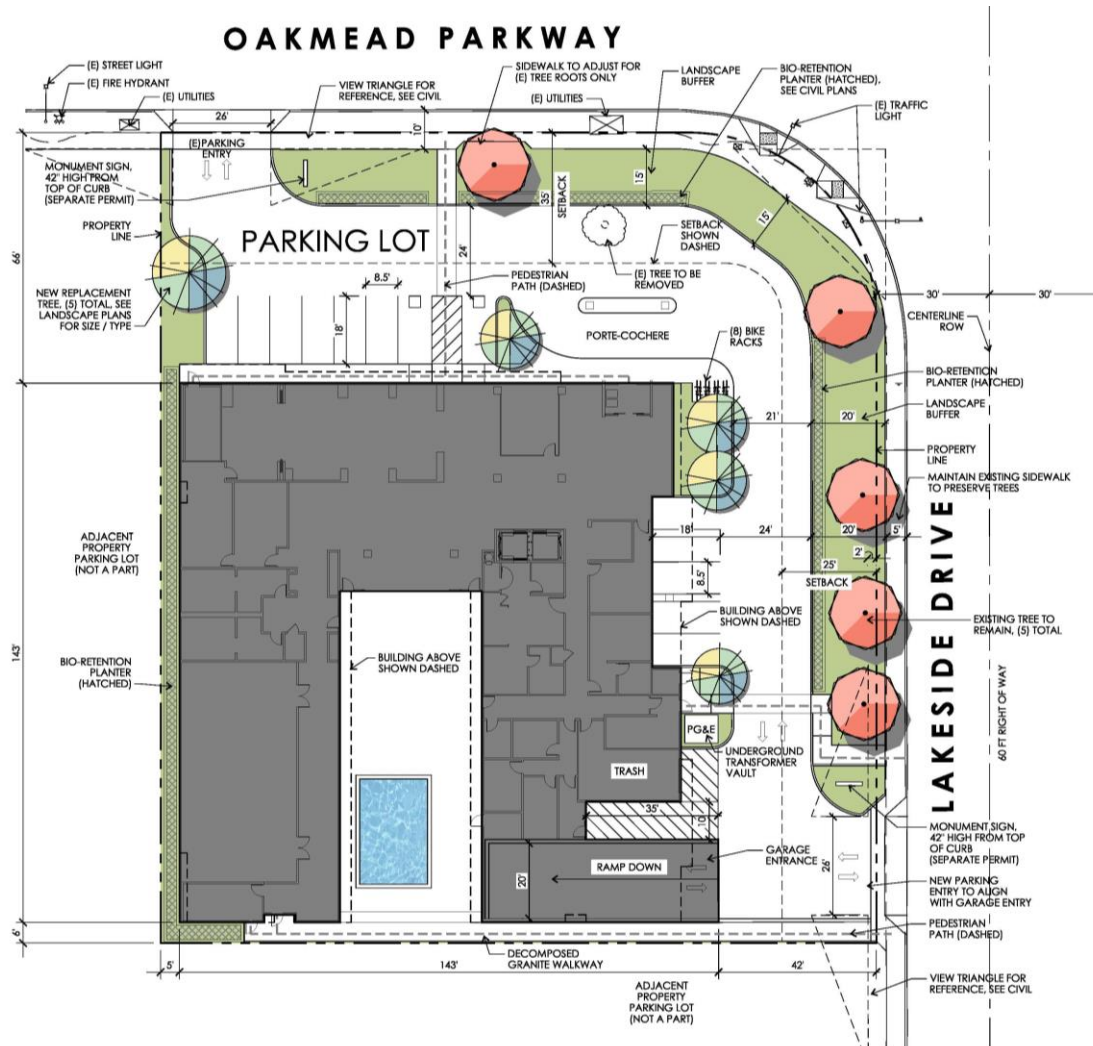 OAKMEAD PARKWAY
(E) STREET LIGHT
(E) FIRE HYDRANT
(E) UTILITIES
26'
VIEW TRIANGLE FOR
REFERENCE, SEE CIVIL
10'
SIDEWALK TO ADJUST FOR
(E) TREE ROOTS ONLY
(E) UTILITIES
LANDSCAPE
BUFFER
BIO-RETENTION
PLANTER (HATCHED),
SEE CIVIL PLANS
(E) TRAFFIC
LIGHT
(E)PARKING
ENTRY
MONUMENT SIGN,
42" HIGH FROM
TOP OF CURB
(SEPARATE PERMIT)
35'
SETBACK
15'
15'
PROPERTY
LINE
PARKING LOT
24'
SETBACK
SHOWN
DASHED
66'
8.5'
PEDESTRIAN
PATH (DASHED)
(E) TREE TO BE
REMOVED
NEW REPLACEMENT
TREE, (5) TOTAL, SEE
LANDSCAPE PLANS
FOR SIZE / TYPE
18'
PORTE-COCHERE
(8) BIKE
RACKS
30'
30'
CENTERLINE
ROW
BIO-RETENTION
PLANTER (HATCHED)
LANDSCAPE
BUFFER
21'
20'
PROPERTY
LINE
MAINTAIN EXISTING SIDEWALK
TO PRESERVE TREES
ADJACENT
PROPERTY
PARKING LOT
(NOT A PART)
18'
24'
20'
5'
2'
8.5'
25'
SETBACK
LAKESIDE DRIVE
BUILDING ABOVE
SHOWN DASHED
EXISTING TREE TO
REMAIN, (5) TOTAL
143'
BIO-RETENTION
PLANTER
(HATCHED)
BUILDING ABOVE
SHOWN DASHED
60 FT RIGHT OF WAY
PG&E
UNDERGROUND
TRANSFORMER
VAULT
TRASH
35'
10'
MONUMENT SIGN,
42" HIGH FROM TOP
OF CURB
(SEPARATE PERMIT)
GARAGE
ENTRANCE
26'
RAMP DOWN
20'
NEW PARKING
ENTRY TO ALIGN
WITH GARAGE ENTRY
PEDESTRIAN
PATH (DASHED)
6'
DECOMPOSED
GRANITE WALKWAY
5'
143'
42'
ADJACENT
PROPERTY
PARKING LOT
(NOT A PART)
VIEW TRIANGLE FOR
REFERENCE, SEE CIVIL